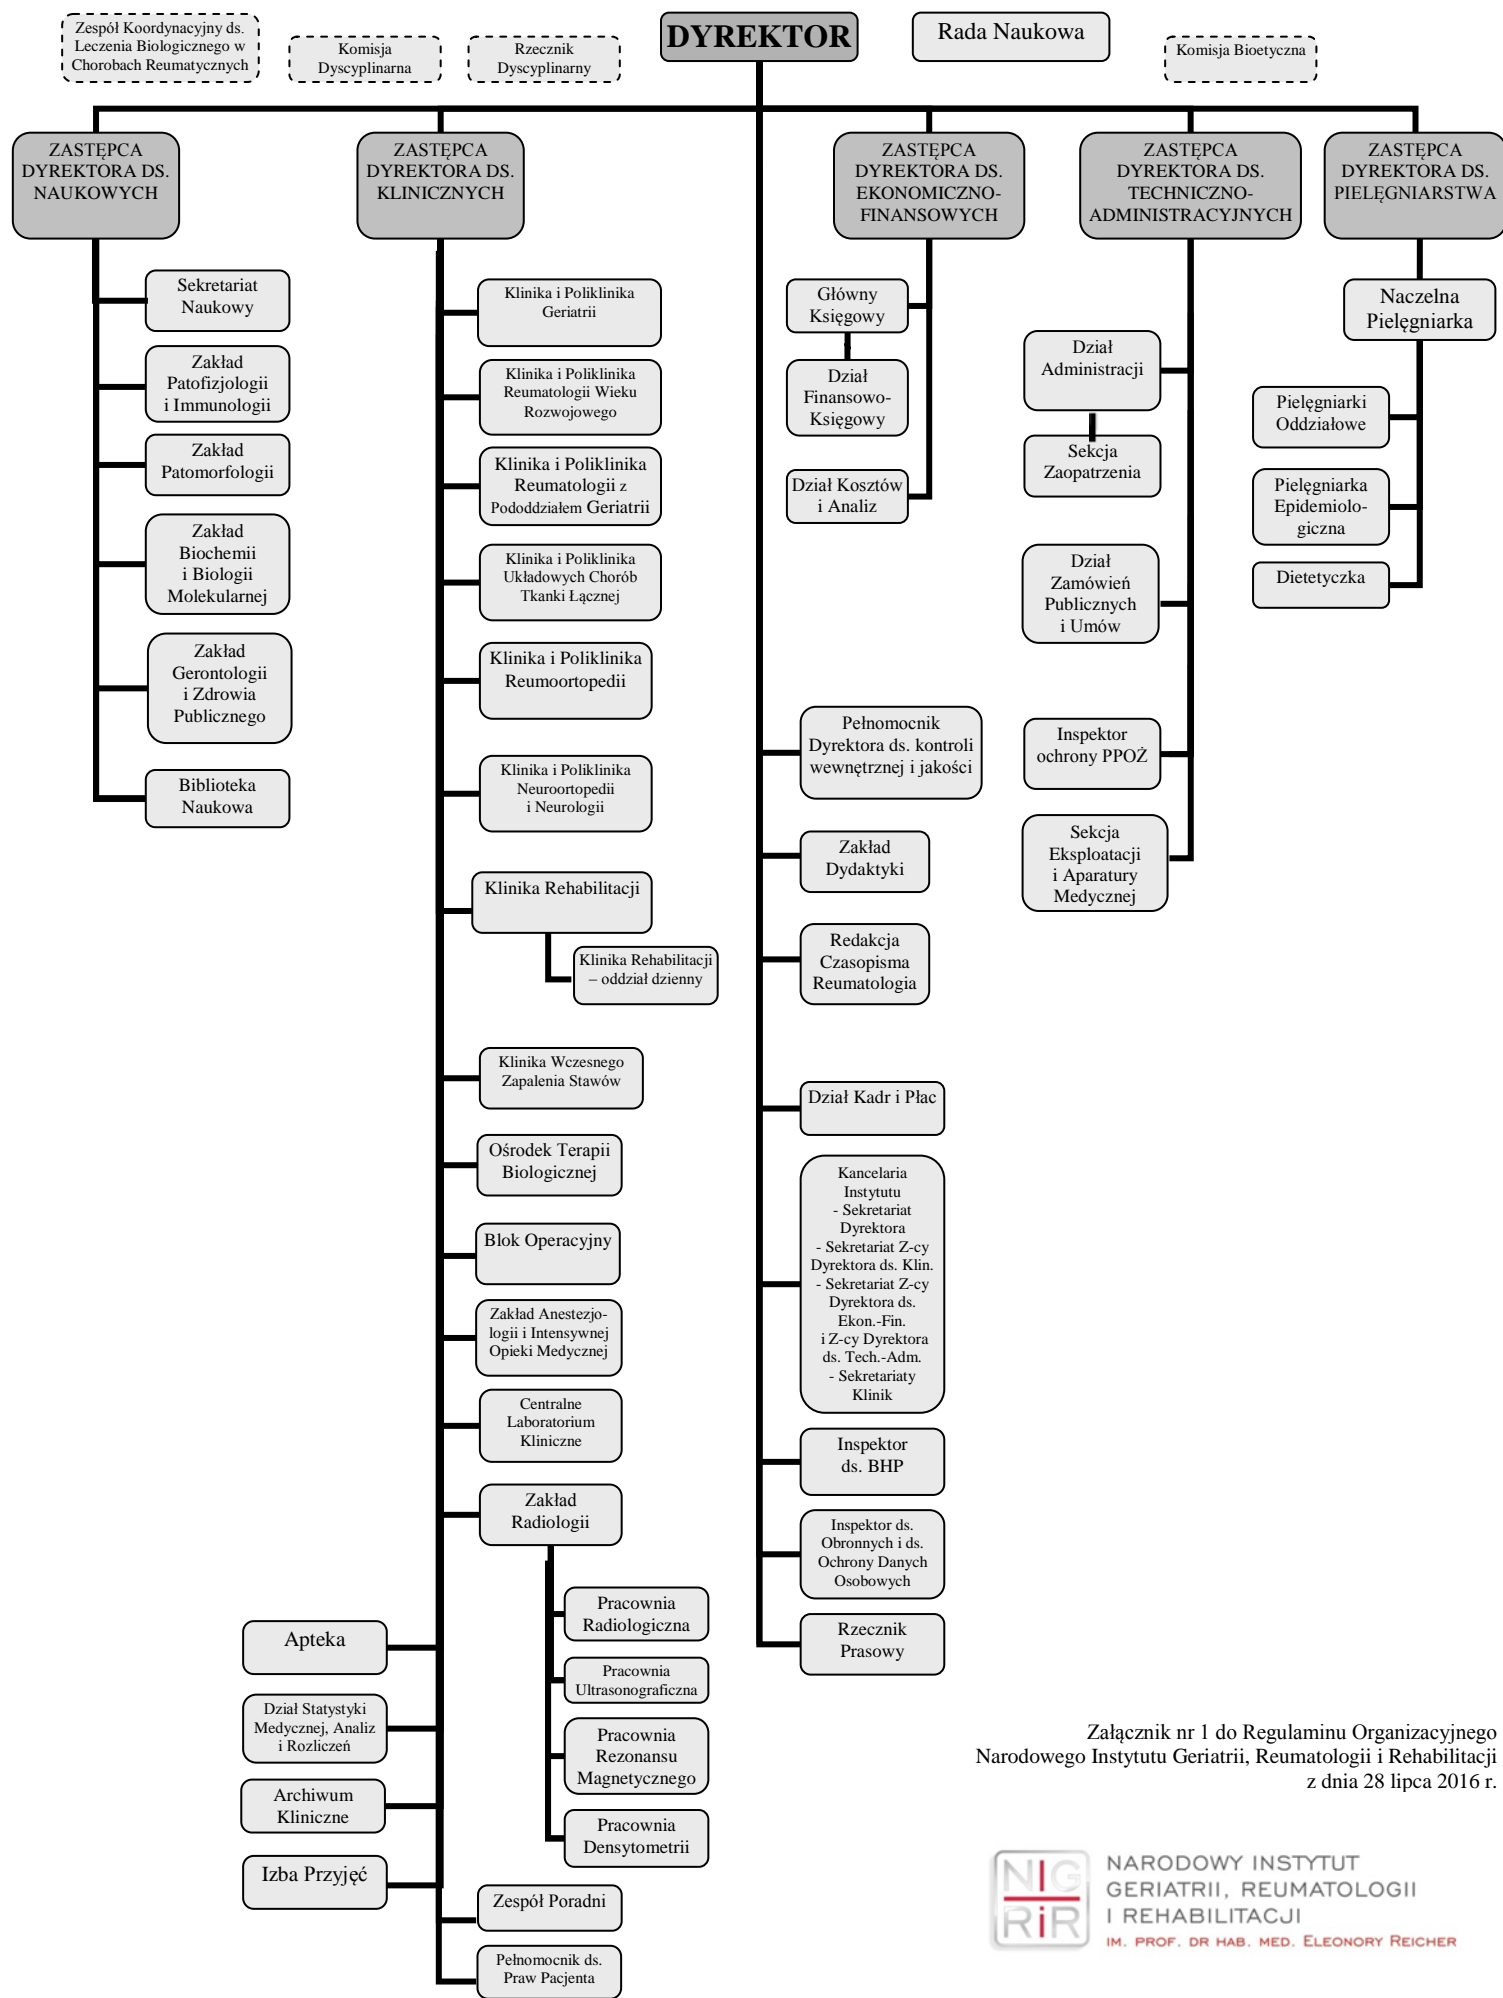 Zespół Koordynacyjny ds.
Leczenia Biologicznego w
Chorobach Reumatycznych
Komisja
Dyscyplinarna
Rzecznik
Dyscyplinarny
DYREKTOR
Rada Naukowa
Komisja Bioetyczna
ZASTĘPCA
DYREKTORA DS.
NAUKOWYCH
ZASTĘPCA
DYREKTORA DS.
KLINICZNYCH
ZASTĘPCA
DYREKTORA DS.
EKONOMICZNO-
FINANSOWYCH
ZASTĘPCA
DYREKTORA DS.
TECHNICZNO-
ADMINISTRACYJNYCH
ZASTĘPCA
DYREKTORA DS.
PIELĘGNIARSTWA
Sekretariat
Naukowy
Zakład
Patofizjologii
i Immunologii
Zakład
Patomorfologii
Zakład
Biochemii
i Biologii
Molekularnej
Zakład
Gerontologii
i Zdrowia
Publicznego
Biblioteka
Naukowa
Klinika i Poliklinika
Geriatrii
Klinika i Poliklinika
Reumatologii Wieku
Rozwojowego
Klinika i Poliklinika
Reumatologii z
Pododdziałem Geriatrii
Klinika i Poliklinika
Układowych Chorób
Tkanki Łącznej
Klinika i Poliklinika
Reumoortopedii
Klinika i Poliklinika
Neuroortopedii
i Neurologii
Klinika Rehabilitacji
Klinika Rehabilitacji
– oddział dzienny
Klinika Wczesnego
Zapalenia Stawów
Ośrodek Terapii
Biologicznej
Blok Operacyjny
Zakład Anestezjo-
logii i Intensywnej
Opieki Medycznej
Centralne
Laboratorium
Kliniczne
Zakład
Radiologii
Pracownia
Radiologiczna
Pracownia
Ultrasonograficzna
Pracownia
Rezonansu
Magnetycznego
Pracownia
Densytometrii
Apteka
Dział Statystyki
Medycznej, Analiz
i Rozliczeń
Archiwum
Kliniczne
Izba Przyjęć
Zespół Poradni
Pełnomocnik ds.
Praw Pacjenta
Główny
Księgowy
Dział
Finansowo-
Księgowy
Dział Kosztów
i Analiz
Pełnomocnik
Dyrektora ds. kontroli
wewnętrznej i jakości
Zakład
Dydaktyki
Redakcja
Czasopisma
Reumatologia
Dział Kadr i Płac
Kancelaria
Instytutu
- Sekretariat
Dyrektora
- Sekretariat Z-cy
Dyrektora ds. Klin.
- Sekretariat Z-cy
Dyrektora ds.
Ekon.-Fin.
i Z-cy Dyrektora
ds. Tech.-Adm.
- Sekretariaty
Klinik
Inspektor
ds. BHP
Inspektor ds.
Obronnych i ds.
Ochrony Danych
Osobowych
Rzecznik
Prasowy
Dział
Administracji
Sekcja
Zaopatrzenia
Dział
Zamówień
Publicznych
i Umów
Inspektor
ochrony PPOŻ
Sekcja
Eksploatacji
i Aparatury
Medycznej
Naczelna
Pielęgniarka
Pielęgniarki
Oddziałowe
Pielęgniarka
Epidemiolo-
giczna
Dietetyczka
Załącznik nr 1 do Regulaminu Organizacyjnego
Narodowego Instytutu Geriatrii, Reumatologii i Rehabilitacji
z dnia 28 lipca 2016 r.
NIG
RiR
NARODOWY INSTYTUT
GERIATRII, REUMATOLOGII
I REHABILITACJI
IM. PROF. DR HAB. MED. ELEONORY REICHER